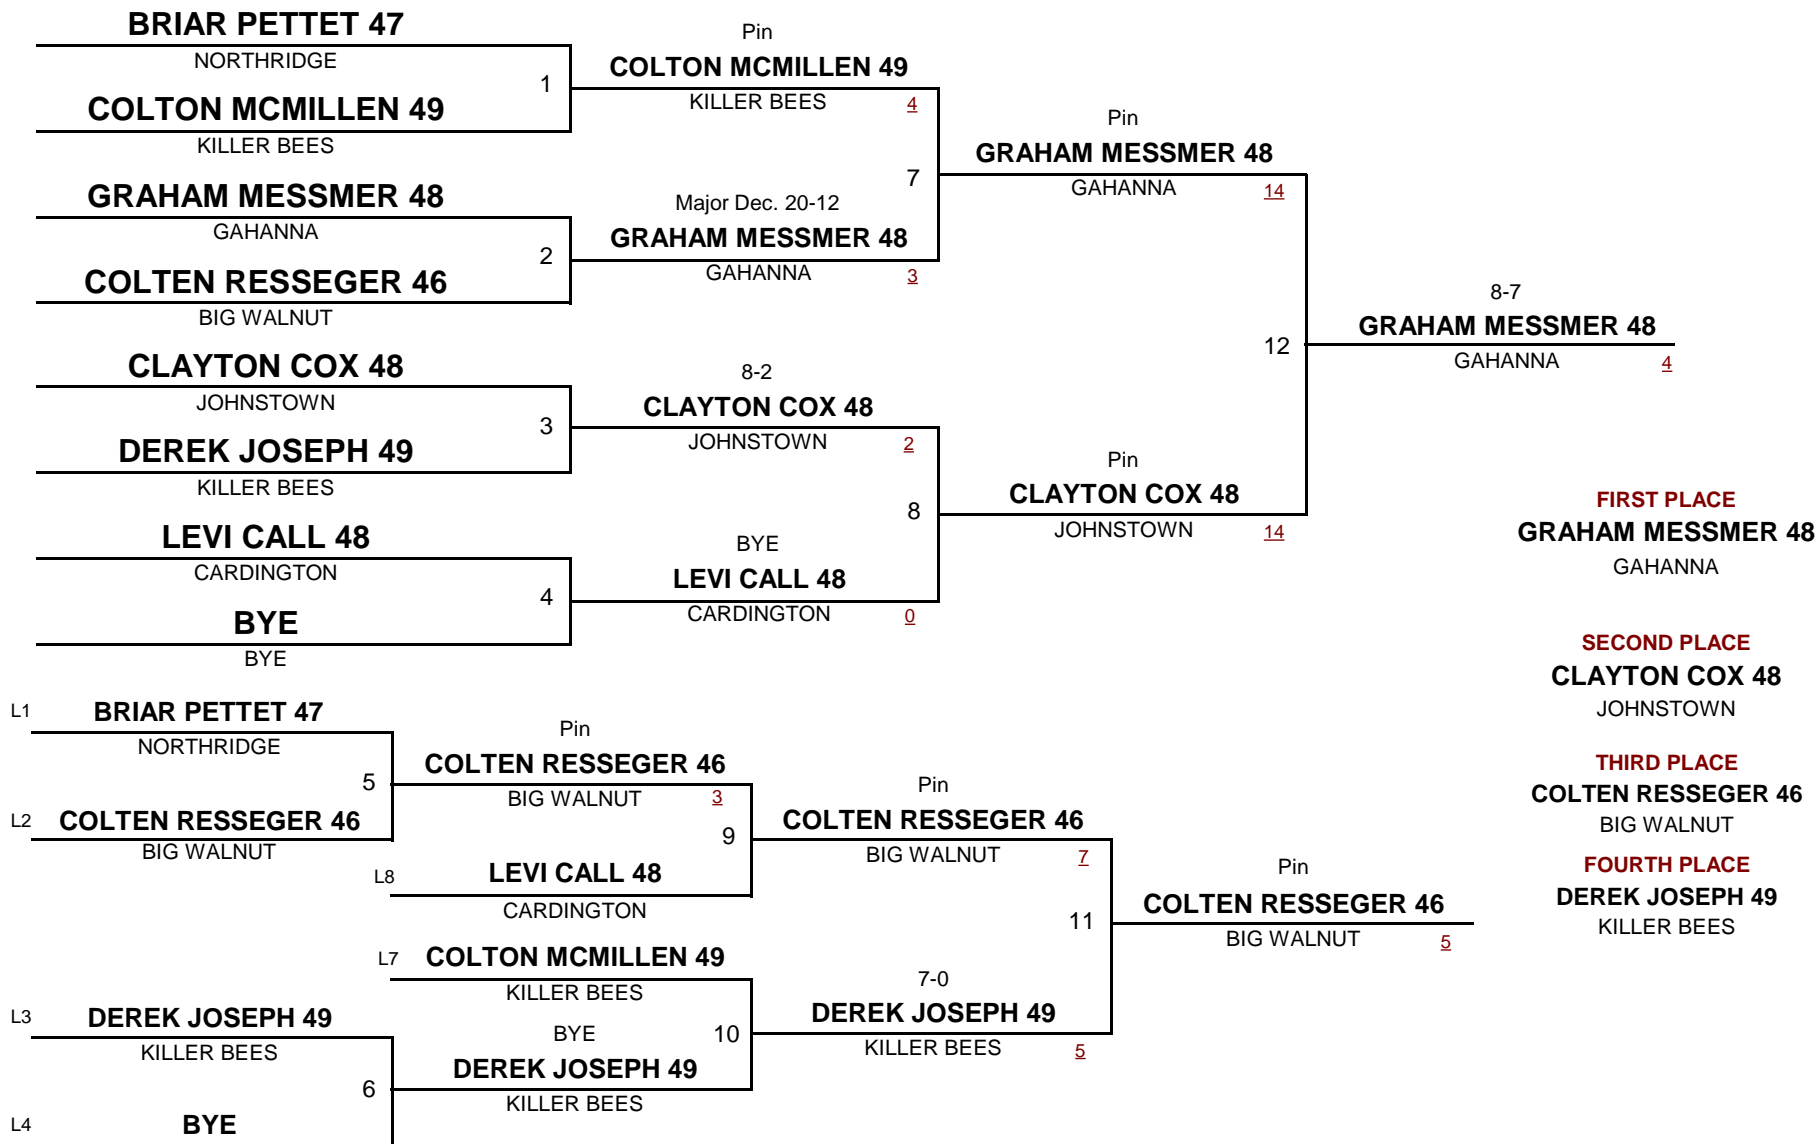 BRIAR PETTET 47
NORTHRIDGE
1
COLTON MCMILLEN 49
KILLER BEES
Pin
COLTON MCMILLEN 49
KILLER BEES
4
GRAHAM MESSMER 48
GAHANNA
2
COLTEN RESSEGER 46
BIG WALNUT
Major Dec. 20-12
GRAHAM MESSMER 48
GAHANNA
3
7
Pin
GRAHAM MESSMER 48
GAHANNA
14
CLAYTON COX 48
JOHNSTOWN
3
DEREK JOSEPH 49
KILLER BEES
8-2
CLAYTON COX 48
JOHNSTOWN
2
LEVI CALL 48
CARDINGTON
4
BYE
BYE
BYE
LEVI CALL 48
CARDINGTON
0
8
Pin
CLAYTON COX 48
JOHNSTOWN
14
12
8-7
GRAHAM MESSMER 48
GAHANNA
4
FIRST PLACE
GRAHAM MESSMER 48
GAHANNA
SECOND PLACE
CLAYTON COX 48
JOHNSTOWN
THIRD PLACE
COLTEN RESSEGER 46
BIG WALNUT
FOURTH PLACE
DEREK JOSEPH 49
KILLER BEES
L1
BRIAR PETTET 47
NORTHRIDGE
5
L2
COLTEN RESSEGER 46
BIG WALNUT
Pin
COLTEN RESSEGER 46
BIG WALNUT
3
9
L8
LEVI CALL 48
CARDINGTON
Pin
COLTEN RESSEGER 46
BIG WALNUT
7
L7
COLTON MCMILLEN 49
KILLER BEES
L3
DEREK JOSEPH 49
KILLER BEES
6
L4
BYE
BYE
DEREK JOSEPH 49
KILLER BEES
10
7-0
DEREK JOSEPH 49
KILLER BEES
5
11
Pin
COLTEN RESSEGER 46
BIG WALNUT
5